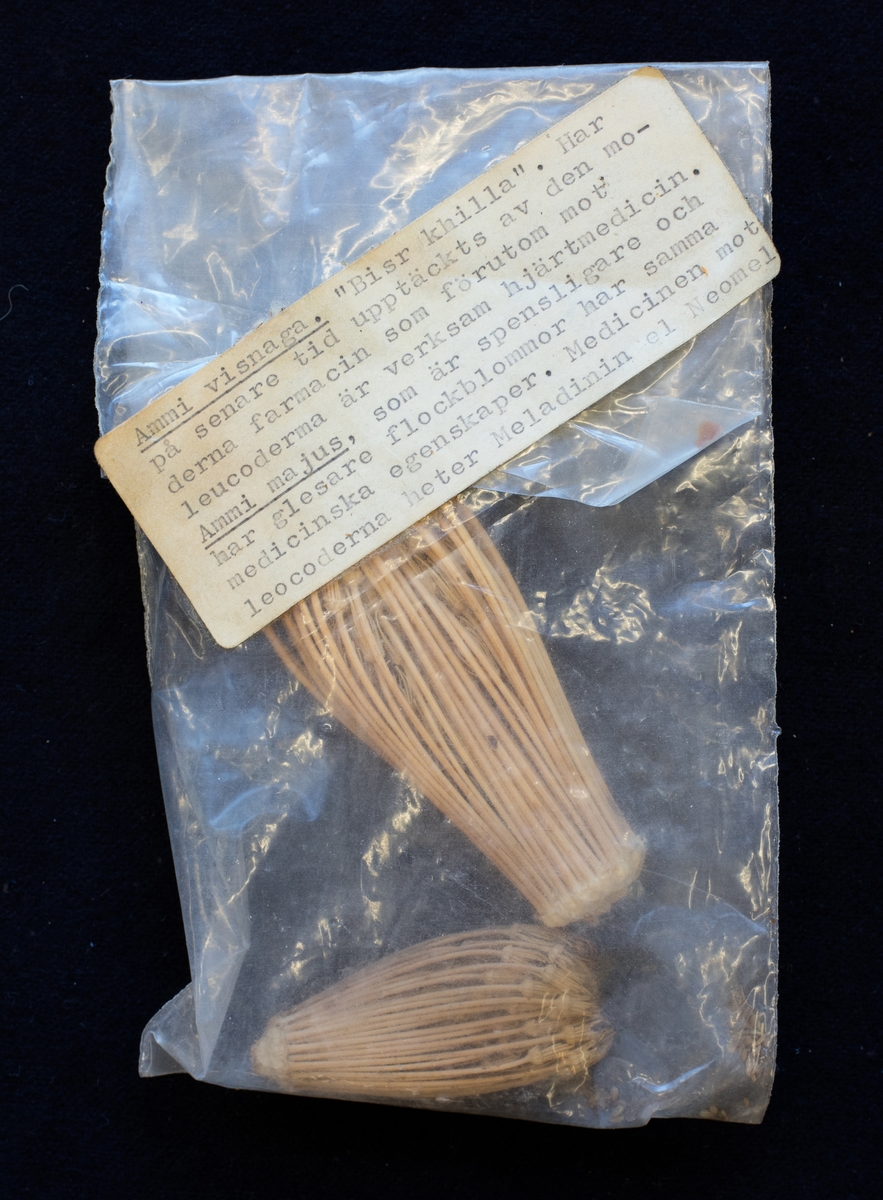 Ammi visnaga. "Bisr khilla". Har
på senare tid upptäckts av den mo-
derna farmacin som förutom mot
leucoderma är verksam hjärtmedicin.
Ammi majus, som är spensligare och
har glesare flockblommor har samma
medicinska egenskaper. Medicinen mot
leocoderna heter Meladinin el Neomel